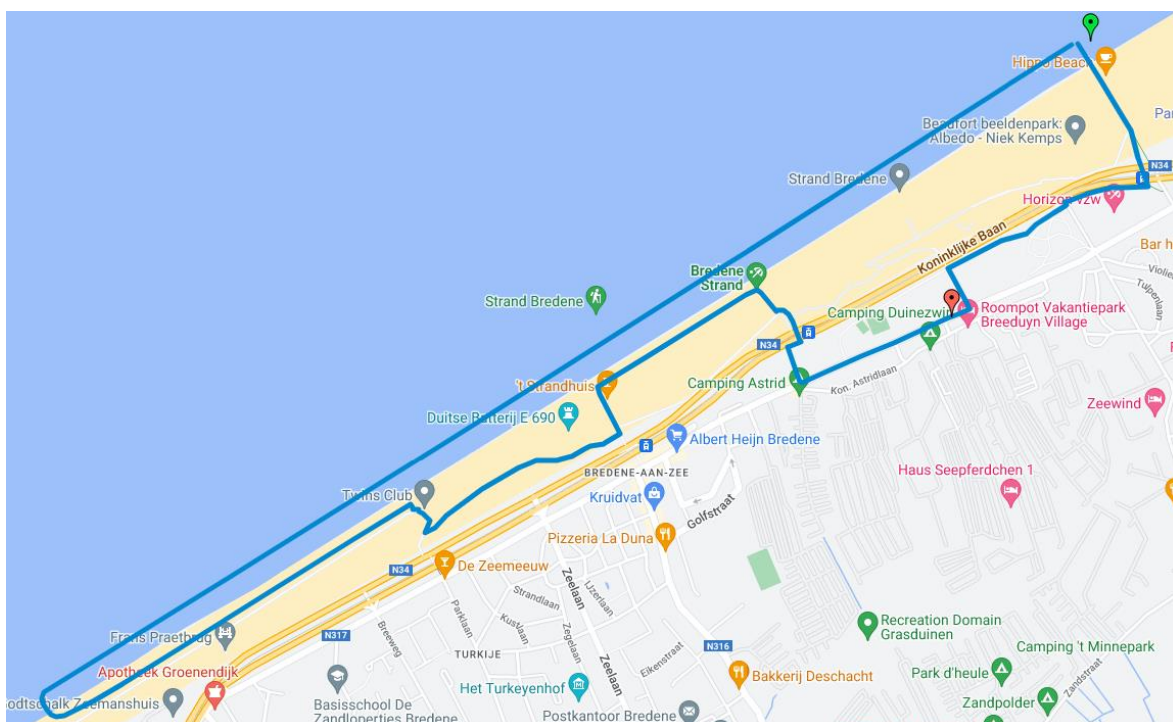 Hippo Beach
Beaufort beeldenpark:
Albedo - Niek Kemps
Strand Bredene
N34
Horizon vzw
Koninklijke Baan
Bar h
Bredene
Strand
Strand Bredene
Camping Duinezwin
Roompot Vakantiepark
Breeduyn Village
Tulpenlaan
N34
't Strandhuis
Camping Astrid
Kon. Astridlaan
Duitse Batterij E 690
Zeewind
Albert Heijn Bredene
BREDENE-AAN-ZEE
Haus Seepferdchen 1
Twins Club
Kruidvat
Golfstraat
Pizzeria La Duna
N34
De Zeemeeuw
Zeelaan
IJzerlaan
Strandlaan
Parklaan
Kustlaan
Zegelaan
Breeweg
Recreation Domain
Grasduinen
Frans Praetbrug
N317
TURKIJE
Eikenstraat
N316
Zeelaan
Camping 't Minnepark
Apotheek Groenendijk
Bakkerij Deschacht
Park d'heule
Zandstraat
Het Turkeyenhof
Zeemanshuis
Basisschool De
Zandlopertjes Bredene
Postkantoor Bredene
Zandpolder